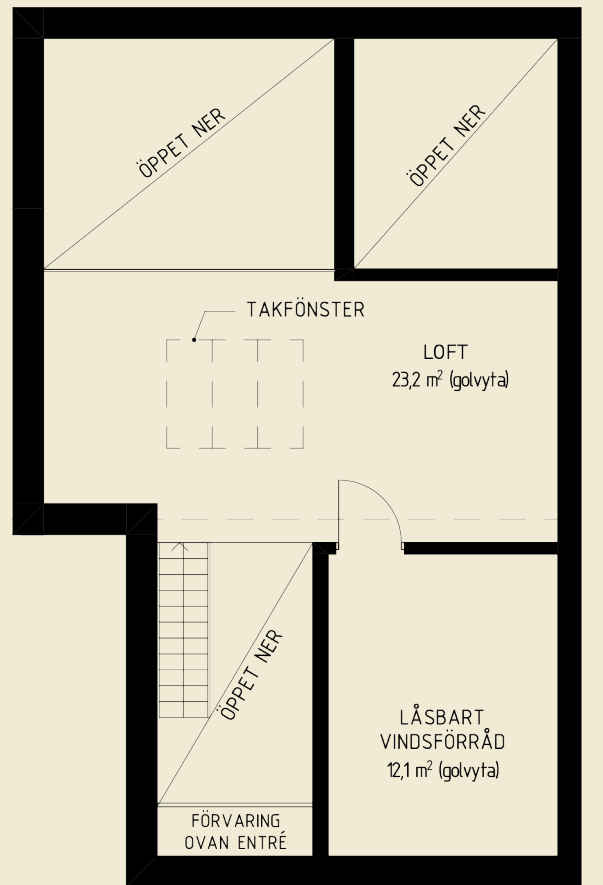 ÖPPET NER
ÖPPET NER
TAKFÖNSTER
LOFT
23,2 m² (golvyta)
ÖPPET NER
LÅSBART
VINDSFÖRRÅD
12,1 m² (golvyta)
FÖRVARING
OVAN ENTRÉ